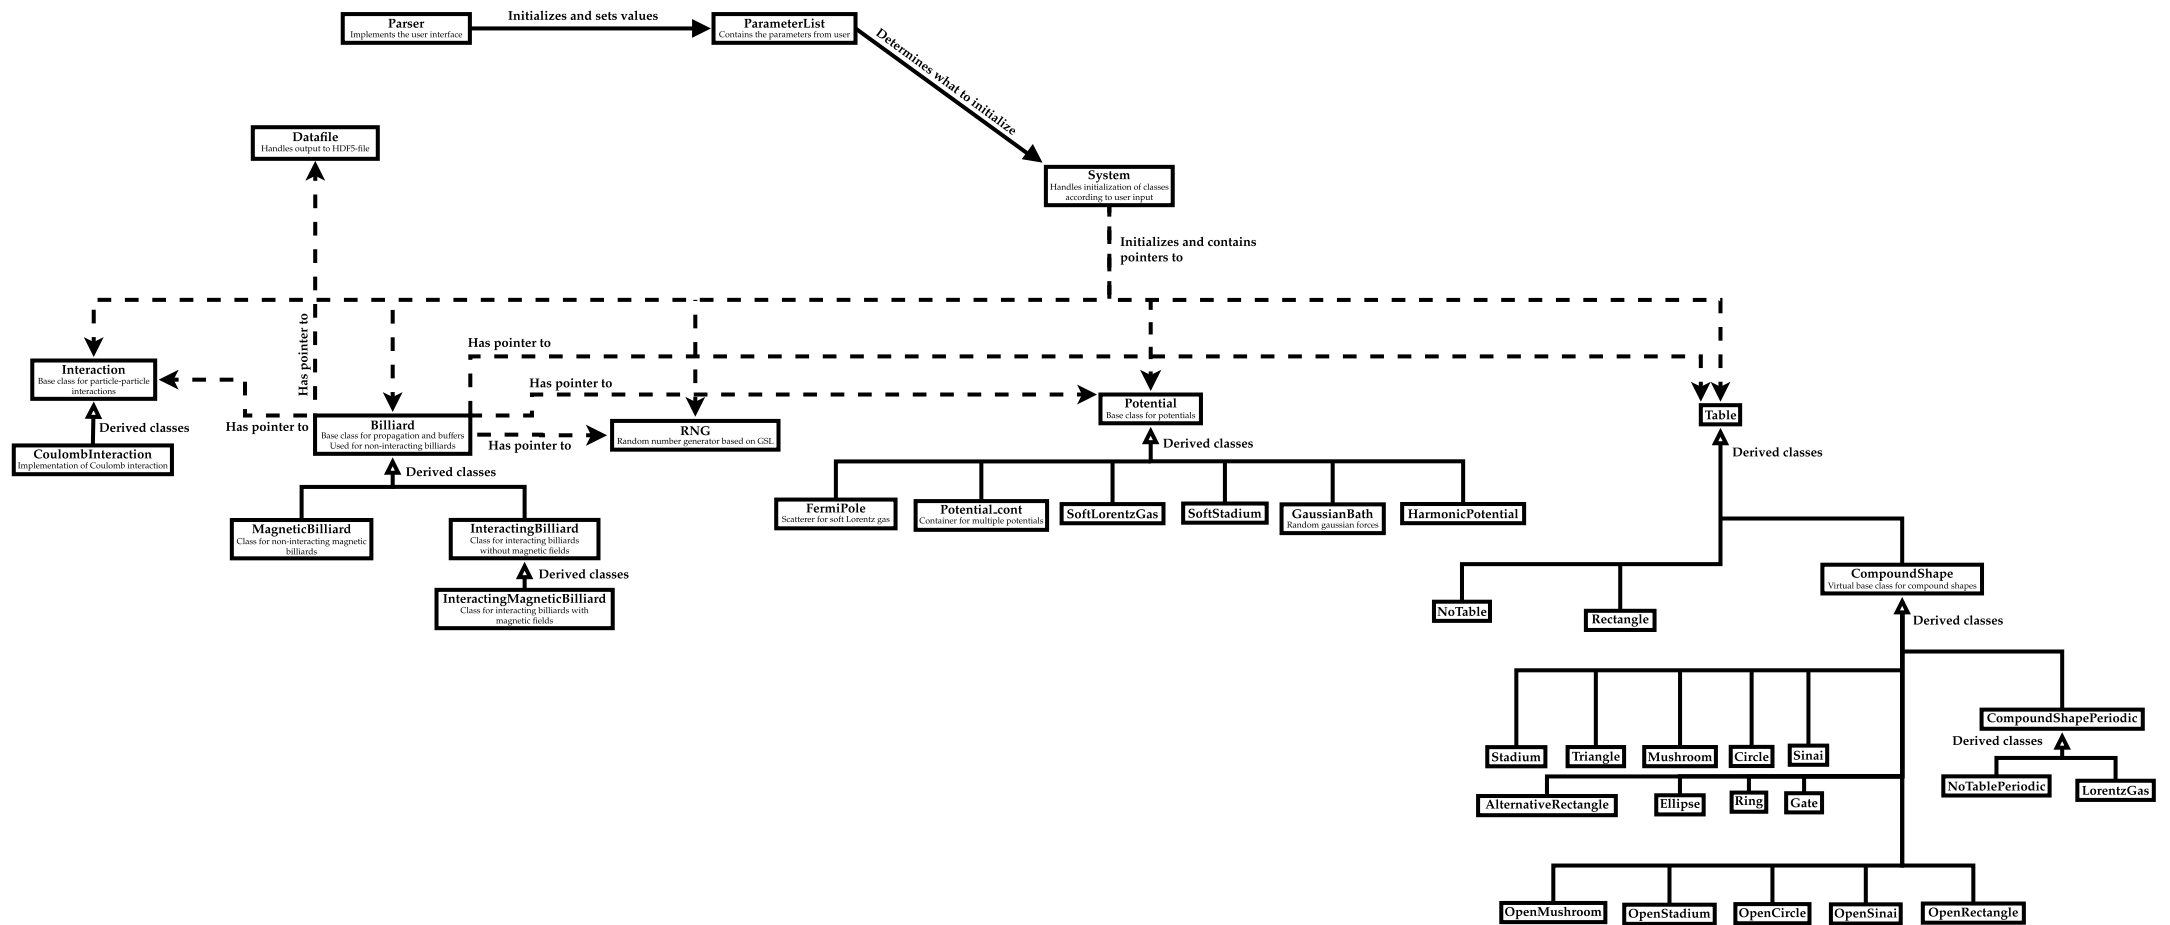 Parser
Implements the user interface
Initializes and sets values
ParameterList
Contains the parameters from user
Determines what to initialize
Datafile
Handles output to HDF5-file
System
Handles initialization of classes
according to user input
Initializes and contains
pointers to
Has pointer to
Has pointer to
Interaction
Base class for particle-particle
interactions
Has pointer to
Potential
Base class for potentials
Table
Has pointer to
Billiard
Base class for propagation and buffers
Used for non-interacting billiards
Has pointer to
RNG
Random number generator based on GSL
Derived classes
CoulombInteraction
Implementation of Coulomb interaction
Derived classes
Derived classes
Derived classes
MagneticBilliard
Class for non-interacting magnetic
billiards
InteractingBilliard
Class for interacting billiards
without magnetic fields
Derived classes
InteractingMagneticBilliard
Class for interacting billiards with
magnetic fields
FermiPole
Scatterer for soft Lorentz gas
Potential_cont
Container for multiple potentials
SoftLorentzGas
SoftStadium
GaussianBath
Random gaussian forces
HarmonicPotential
CompoundShape
Virtual base class for compound shapes
NoTable
Rectangle
Derived classes
CompoundShapePeriodic
Derived classes
NoTablePeriodic
LorentzGas
Stadium
Triangle
Mushroom
Circle
Sinai
AlternativeRectangle
Ellipse
Ring
Gate
OpenMushroom
OpenStadium
OpenCircle
OpenSinai
OpenRectangle